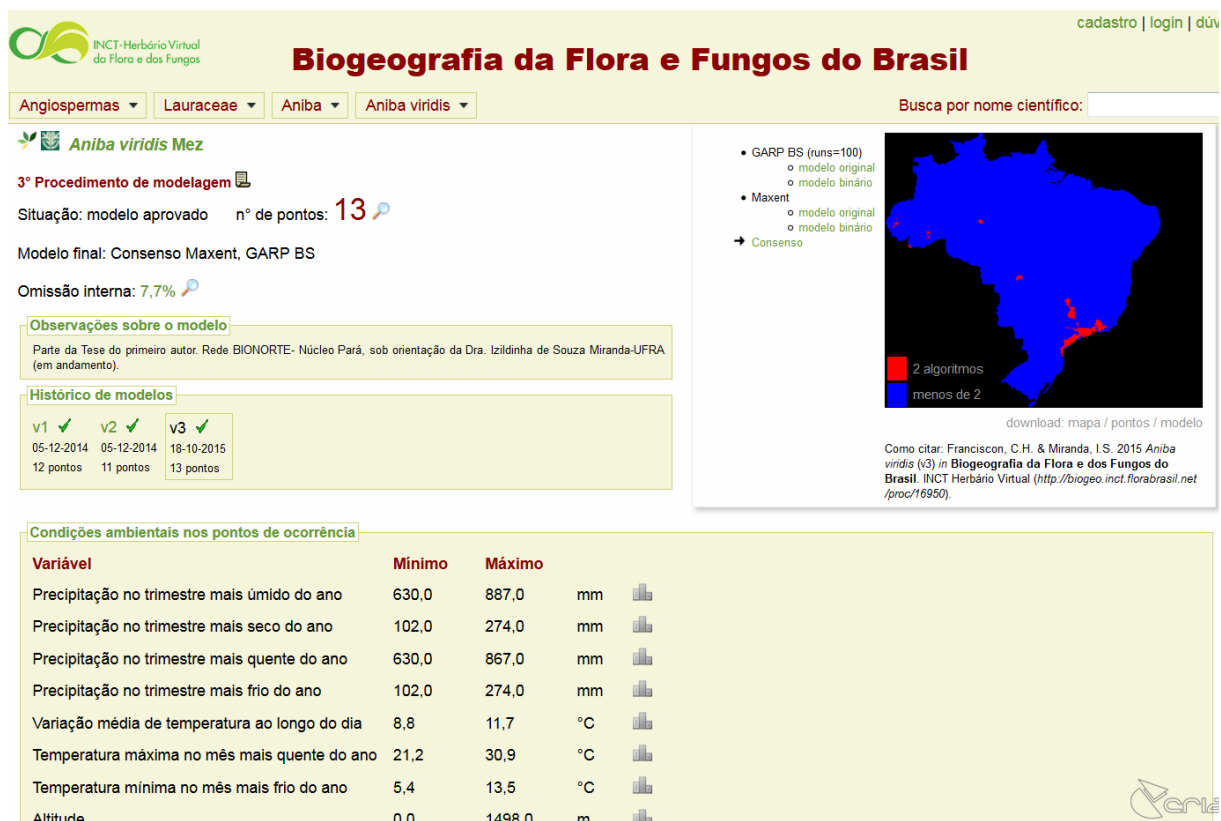 cadastro | login | dúv
INCT-Herbário Virtual
da Flora e dos Fungos
Biogeografia da Flora e Fungos do Brasil
Angiospermas Lauraceae Aniba Aniba viridis Busca por nome científico:
Aniba viridis Mez
3° Procedimento de modelagem
Situação: modelo aprovado n° de pontos: 13
Modelo final: Consenso Maxent, GARP BS
Omissão interna: 7,7%
Observações sobre o modelo
Parte da Tese do primeiro autor. Rede BIONORTE- Núcleo Pará, sob orientação da Dra. Izildinha de Souza Miranda-UFRA
(em andamento).
Histórico de modelos
v1 v2 v3
05-12-2014 05-12-2014 18-10-2015
12 pontos 11 pontos 13 pontos
GARP BS (runs=100)
modelo original
modelo binário
Maxent
modelo original
modelo binário
Consenso
2 algoritmos
menos de 2
download: mapa / pontos / modelo
Como citar: Franciscon, C.H. & Miranda, I.S. 2015 Aniba
viridis (v3) in Biogeografia da Flora e dos Fungos do
Brasil. INCT Herbário Virtual (http://biogeo.inct.florabrasil.net
/proc/16950).
Condições ambientais nos pontos de ocorrência
Variável Mínimo Máximo
Precipitação no trimestre mais úmido do ano 630,0 887,0 mm
Precipitação no trimestre mais seco do ano 102,0 274,0 mm
Precipitação no trimestre mais quente do ano 630,0 867,0 mm
Precipitação no trimestre mais frio do ano 102,0 274,0 mm
Variação média de temperatura ao longo do dia 8,8 11,7 °C
Temperatura máxima no mês mais quente do ano 21,2 30,9 °C
Temperatura mínima no mês mais frio do ano 5,4 13,5 °C
Altitude 0,0 1498,0 m
cria